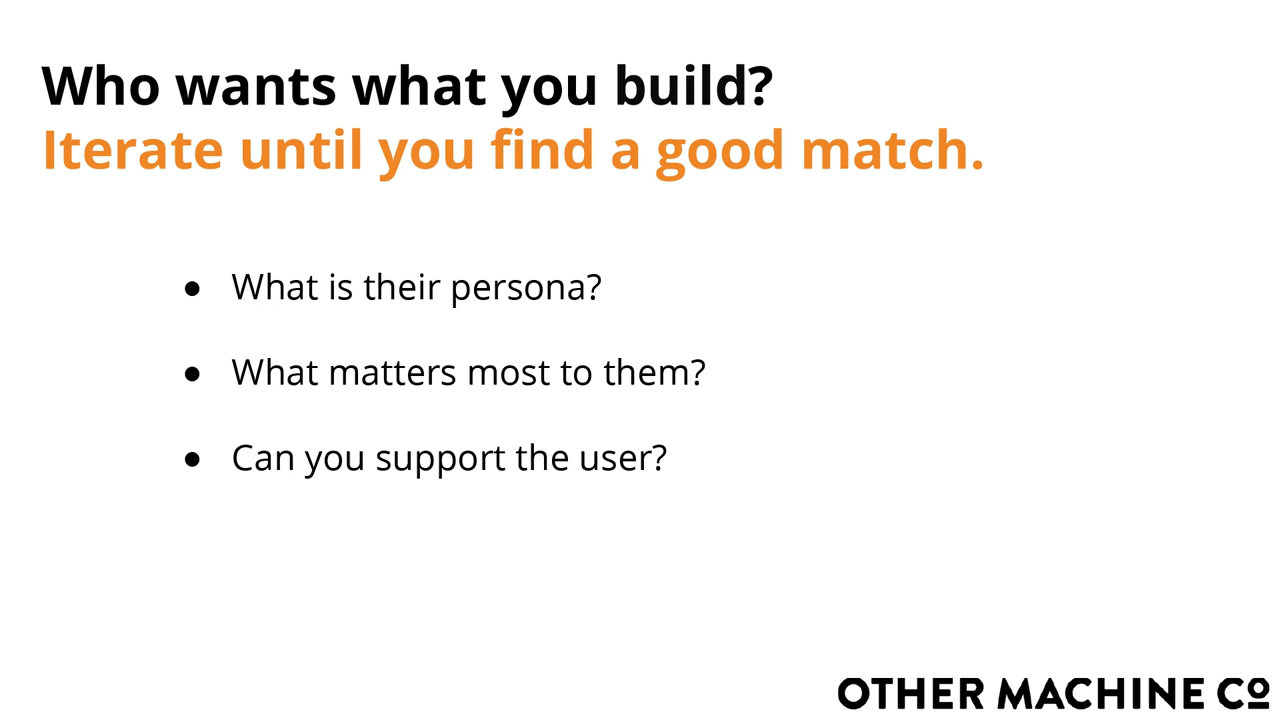 Who wants what you build?
Iterate until you find a good match.
● What is their persona?
● What matters most to them?
● Can you support the user?
OTHER MACHINE Co